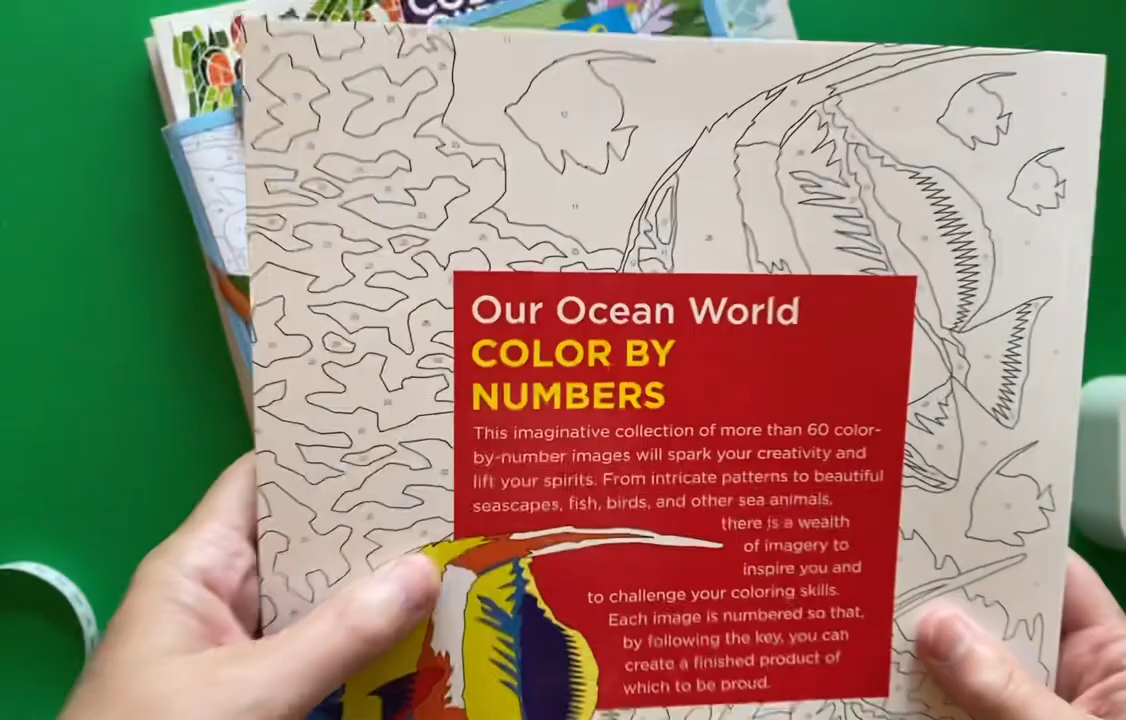 Our Ocean World
COLOR BY
NUMBERS
This imaginative collection of more than 60 color-
by-number images will spark your creativity and
lift your spirits. From intricate patterns to beautiful
seascapes, fish, birds, and other sea animals,
there is a wealth
of imagery to
inspire you and
to challenge your coloring skills.
Each image is numbered so that,
by following the key, you can
create a finished product of
which to be proud.